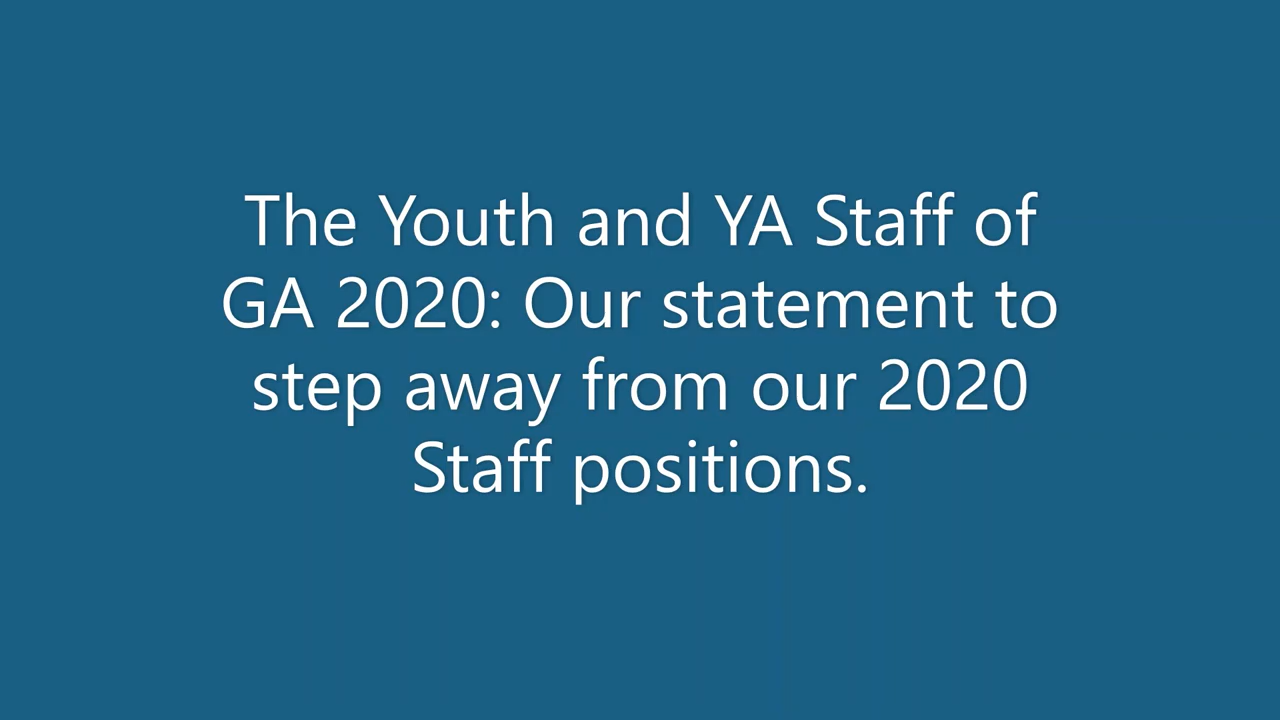 The Youth and YA Staff of
GA 2020: Our statement to
step away from our 2020
Staff positions.